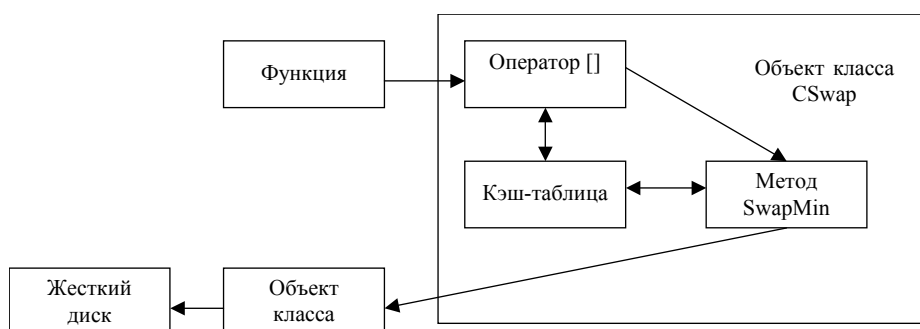 Функция
Оператор []
Объект класса
CSwap
Кэш-таблица
Метод
SwapMin
Жесткий
диск
Объект
класса